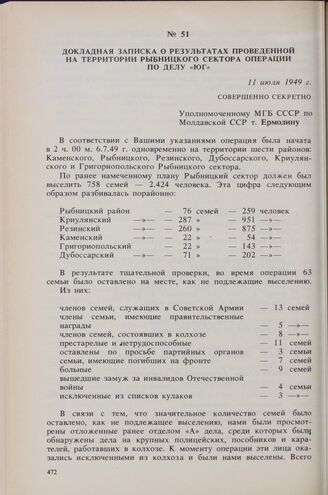 № 51
ДОКЛАДНАЯ ЗАПИСКА О РЕЗУЛЬТАТАХ ПРОВЕДЕННОЙ
НА ТЕРРИТОРИИ РЫБНИЦКОГО СЕКТОРА ОПЕРАЦИИ
ПО ДЕЛУ «ЮГ»
11 июля 1949 г.
СОВЕРШЕННО СЕКРЕТНО
Уполномоченному МГБ СССР по
Молдавской ССР т. Ермолину
В соответствии с Вашими указаниями операция была начата
в 2 ч. 00 м. 6.7.49 г. одновременно на территории шести районов:
Каменского, Рыбницкого, Резинского, Дубоссарского, Криулян-
ского и Григориопольского Рыбницкого сектора.
По ранее намеченному плану Рыбницкий сектор должен был
выселить 758 семей — 2.424 человека. Эта цифра следующим
образом разбивалась порайонно:
Рыбницкий район — 76 семей — 259 человек
Криулянский —»— — 287 » — 951 —»—
Резинский —»— — 260 » — 875 —»—
Каменский —»— — 22 » — 54 —»—
Григориопольский — 22 » — 143 —»—
Дубоссарский —»— — 71 » — 202 —»—
В результате тщательной проверки, во время операции 63
семьи было оставлено на месте, как не подлежащие выселению.
Из них:
членов семей, служащих в Советской Армии — 13 семей
члены семьи, имеющие правительственные
награды — 5 —»—
членов семей, состоявших в колхозе — 8 —»—
престарелые и нетрудоспособные — 11 семей
оставлены по просьбе партийных органов — 3 семьи
семьи, имеющие погибших на фронте — 7 семей
больные — 9 семей
вышедшие замуж за инвалидов Отечественной
войны — 4 семьи
исключенные из списков кулаков — 3 —»—
В связи с тем, что значительное количество семей было
оставлено, как не подлежащее выселению, нами были просмот-
рены отложенные ранее отделом «А» дела, среди которых были
обнаружены дела на крупных полицейских, пособников и кара-
телей, работавших в колхозе. К моменту операции эти лица ока-
зались исключенными из колхоза и были нами выселены. Всего
472